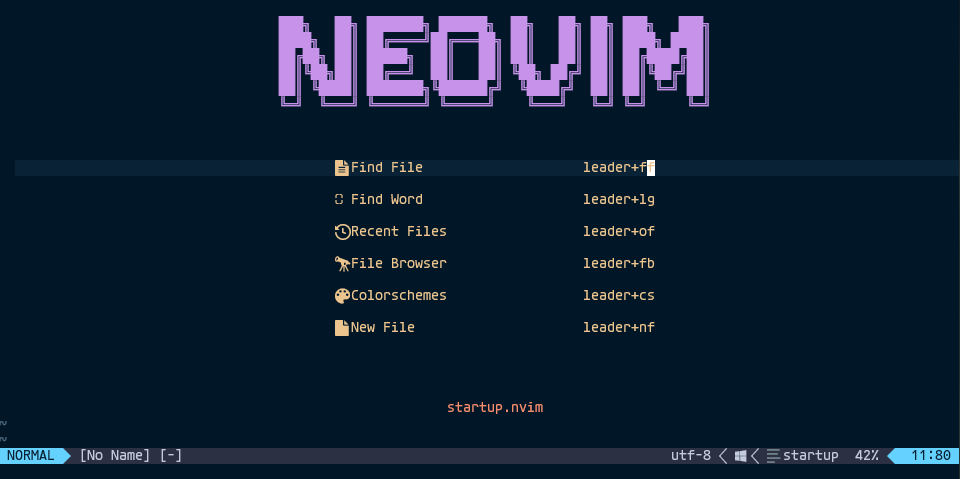 NEOVIM
Find File leader+ff
Find Word leader+lg
Recent Files leader+of
File Browser leader+fb
Colorschemes leader+cs
New File leader+nf
startup.nvim
~
~
NORMAL [No Name] [-] utf-8 startup 42% 11:80